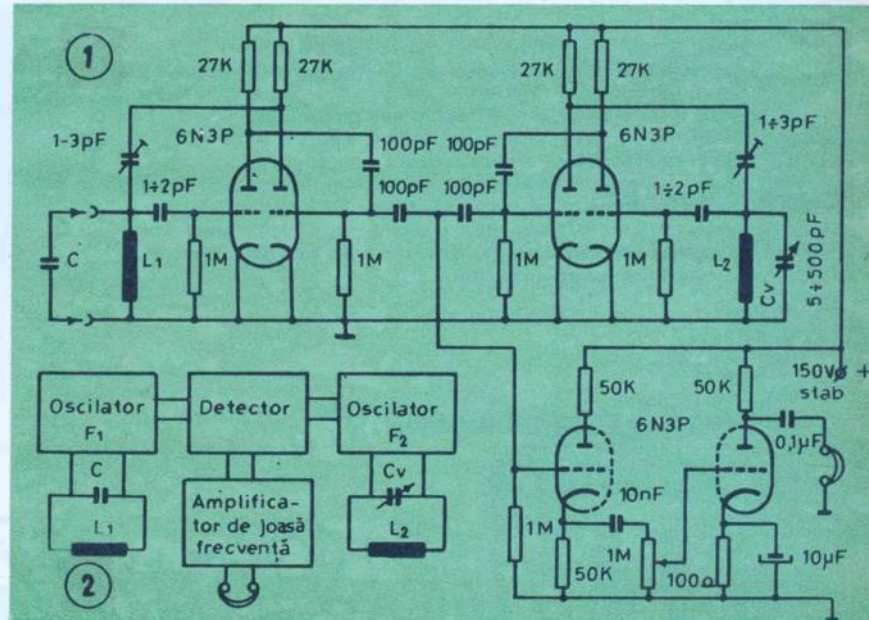 1
27K 27K 27K 27K
1-3pF 6N3P 100pF 100pF 6N3P 1÷3pF
1÷2pF 100pF 100pF 1÷2pF
C L1 1M 1M 1M 1M L2 Cv 5÷500pF
Oscilator F1
Detector
Oscilator F2
C
Cv
L1
L2
Amplifica-
tor de joasă
frecvență
2
50K 50K 150V +
stab
6N3P 0,1µF
10nF
1M 50K 1M 100Ω 10µF